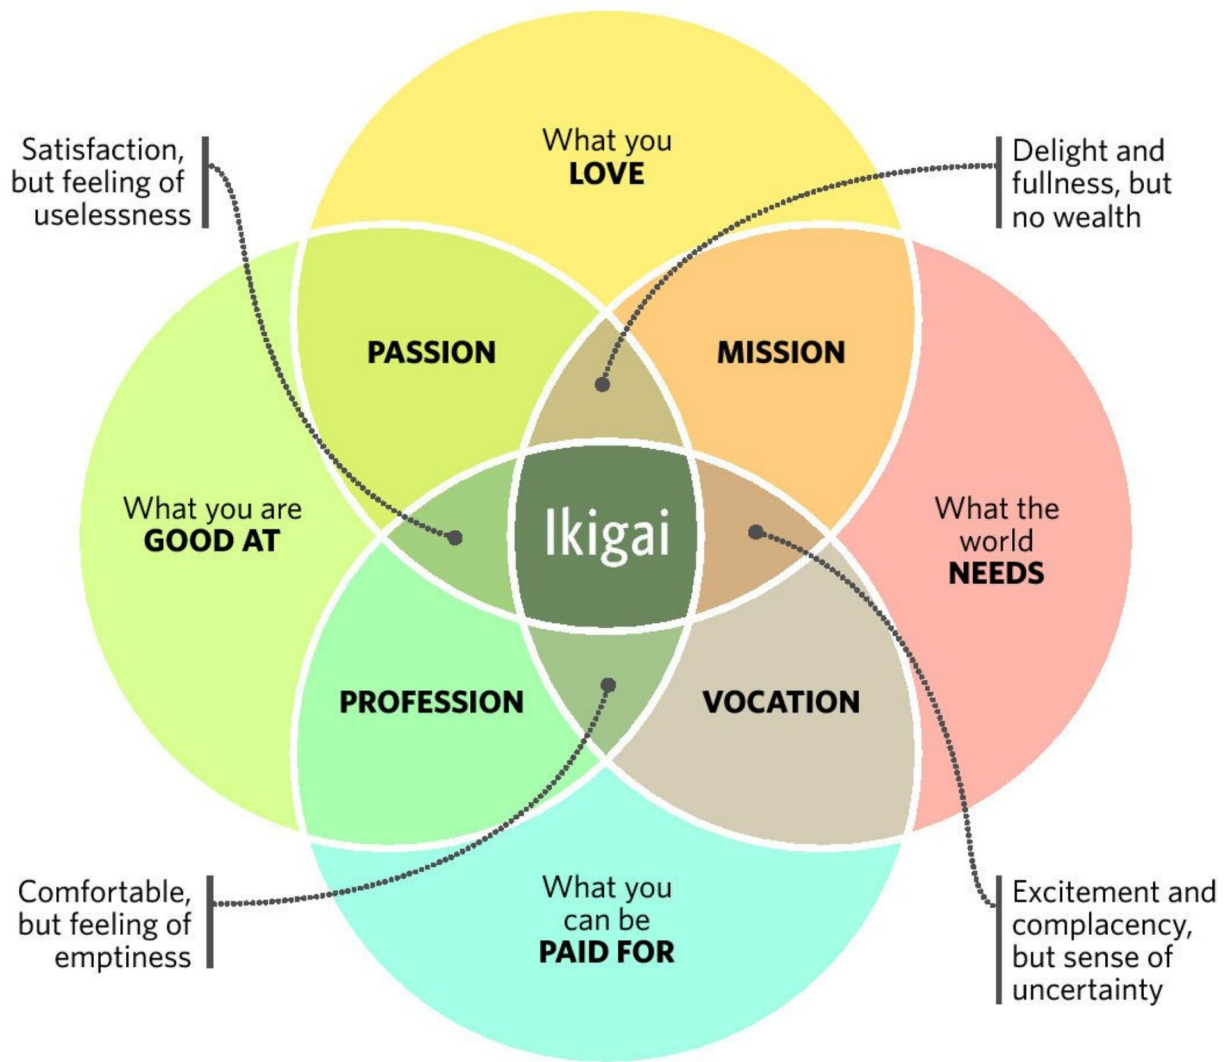 What you
LOVE
Satisfaction,
but feeling of
uselessness
Delight and
fullness, but
no wealth
PASSION
MISSION
What you are
GOOD AT
Ikigai
What the
world
NEEDS
PROFESSION
VOCATION
Comfortable,
but feeling of
emptiness
What you
can be
PAID FOR
Excitement and
complacency,
but sense of
uncertainty